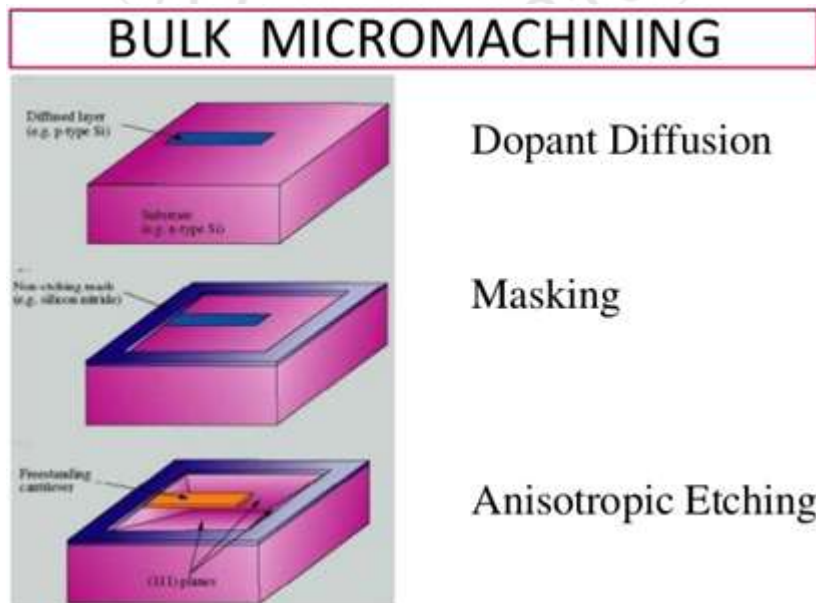 BULK MICROMACHINING
Diffused layer
(e.g. p-type Si)
Substrate
(e.g. n-type Si)
Dopant Diffusion
Non-etching mask
(e.g. silicon nitride)
Masking
Freestanding
cantilever
(111) planes
Anisotropic Etching